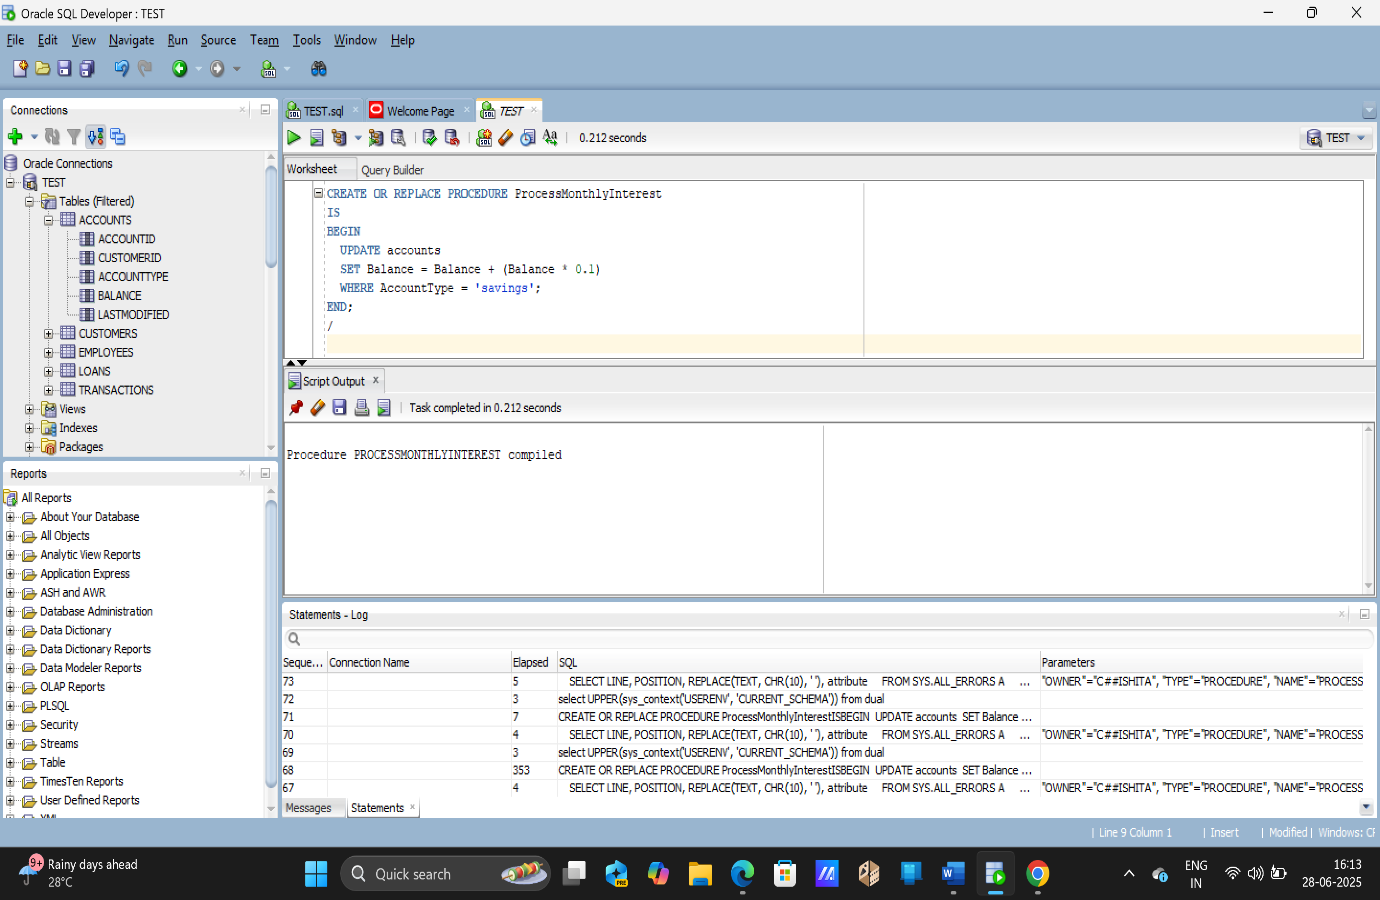 Oracle SQL Developer : TEST
File Edit View Navigate Run Source Team Tools Window Help
Connections
Oracle Connections
TEST
Tables (Filtered)
ACCOUNTS
ACCOUNTID
CUSTOMERID
ACCOUNTTYPE
BALANCE
LASTMODIFIED
CUSTOMERS
EMPLOYEES
LOANS
TRANSACTIONS
Views
Indexes
Packages
Reports
All Reports
About Your Database
All Objects
Analytic View Reports
Application Express
ASH and AWR
Database Administration
Data Dictionary
Data Dictionary Reports
Data Modeler Reports
OLAP Reports
PLSQL
Security
Streams
Table
TimesTen Reports
User Defined Reports
TEST.sql Welcome Page TEST
0.212 seconds TEST
Worksheet Query Builder
CREATE OR REPLACE PROCEDURE ProcessMonthlyInterest
IS
BEGIN
UPDATE accounts
SET Balance = Balance + (Balance * 0.1)
WHERE AccountType = 'savings';
END;
/
Script Output
Task completed in 0.212 seconds
Procedure PROCESSMONTHLYINTEREST compiled
Statements - Log
Seque... Connection Name Elapsed SQL Parameters
73 5 SELECT LINE, POSITION, REPLACE(TEXT, CHR(10), ' '), attribute FROM SYS.ALL_ERRORS A ... "OWNER"="C##ISHITA", "TYPE"="PROCEDURE", "NAME"="PROCESS
72 3 select UPPER(sys_context('USERENV', 'CURRENT_SCHEMA')) from dual
71 7 CREATE OR REPLACE PROCEDURE ProcessMonthlyInterestISBEGIN UPDATE accounts SET Balance ...
70 4 SELECT LINE, POSITION, REPLACE(TEXT, CHR(10), ' '), attribute FROM SYS.ALL_ERRORS A ... "OWNER"="C##ISHITA", "TYPE"="PROCEDURE", "NAME"="PROCESS
69 3 select UPPER(sys_context('USERENV', 'CURRENT_SCHEMA')) from dual
68 353 CREATE OR REPLACE PROCEDURE ProcessMonthlyInterestISBEGIN UPDATE accounts SET Balance ...
67 4 SELECT LINE, POSITION, REPLACE(TEXT, CHR(10), ' '), attribute FROM SYS.ALL_ERRORS A ... "OWNER"="C##ISHITA", "TYPE"="PROCEDURE", "NAME"="PROCESS
Messages Statements
| Line 9 Column 1 | Insert | Modified | Windows: CR
9+ Rainy days ahead
28°C
Quick search
PRE
ENG
IN
16:13
28-06-2025